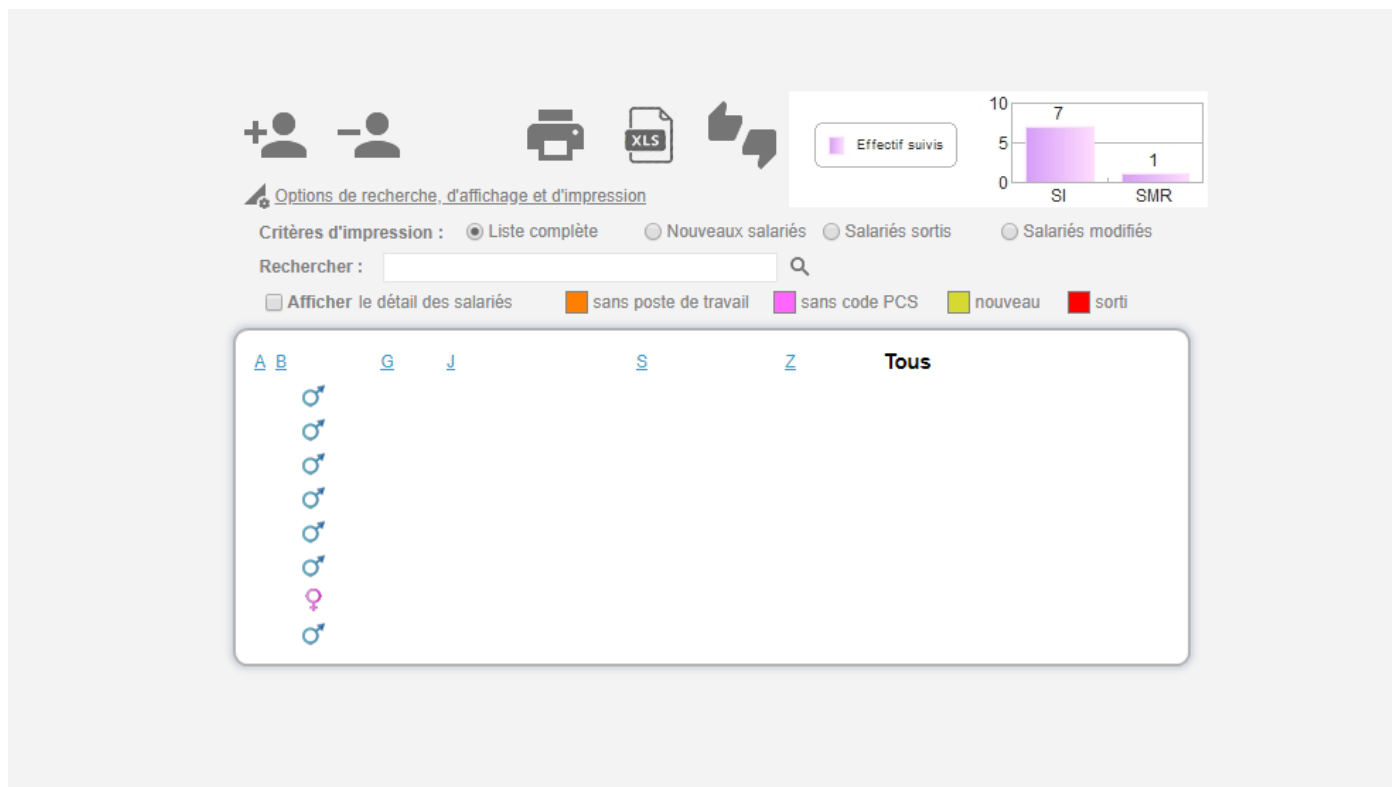 XLS
Effectif suivis
10
5
0
7
1
SI SMR
Options de recherche, d'affichage et d'impression
Critères d'impression : Liste complète Nouveaux salariés Salariés sortis Salariés modifiés
Rechercher :
Afficher le détail des salariés sans poste de travail sans code PCS nouveau sorti
A B G J S Z Tous